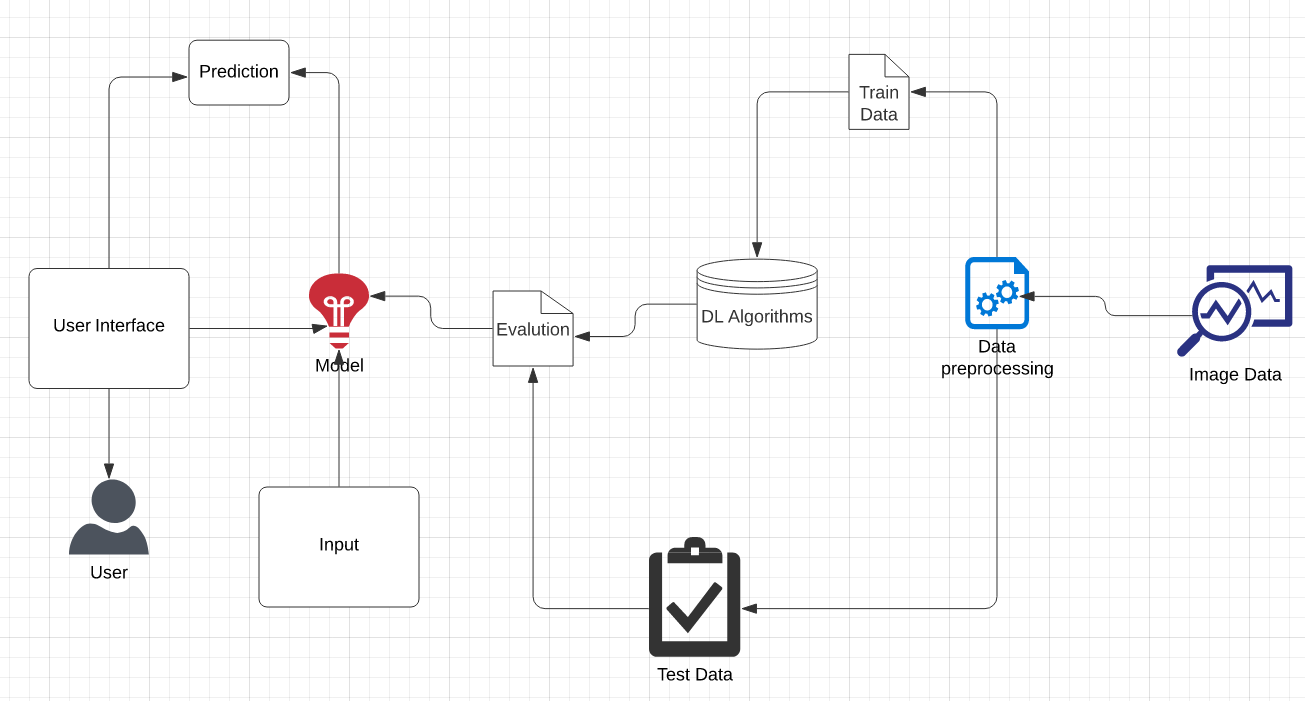 Prediction
Train
Data
User Interface
Model
Evalution
DL Algorithms
Data
preprocessing
Image Data
User
Input
Test Data